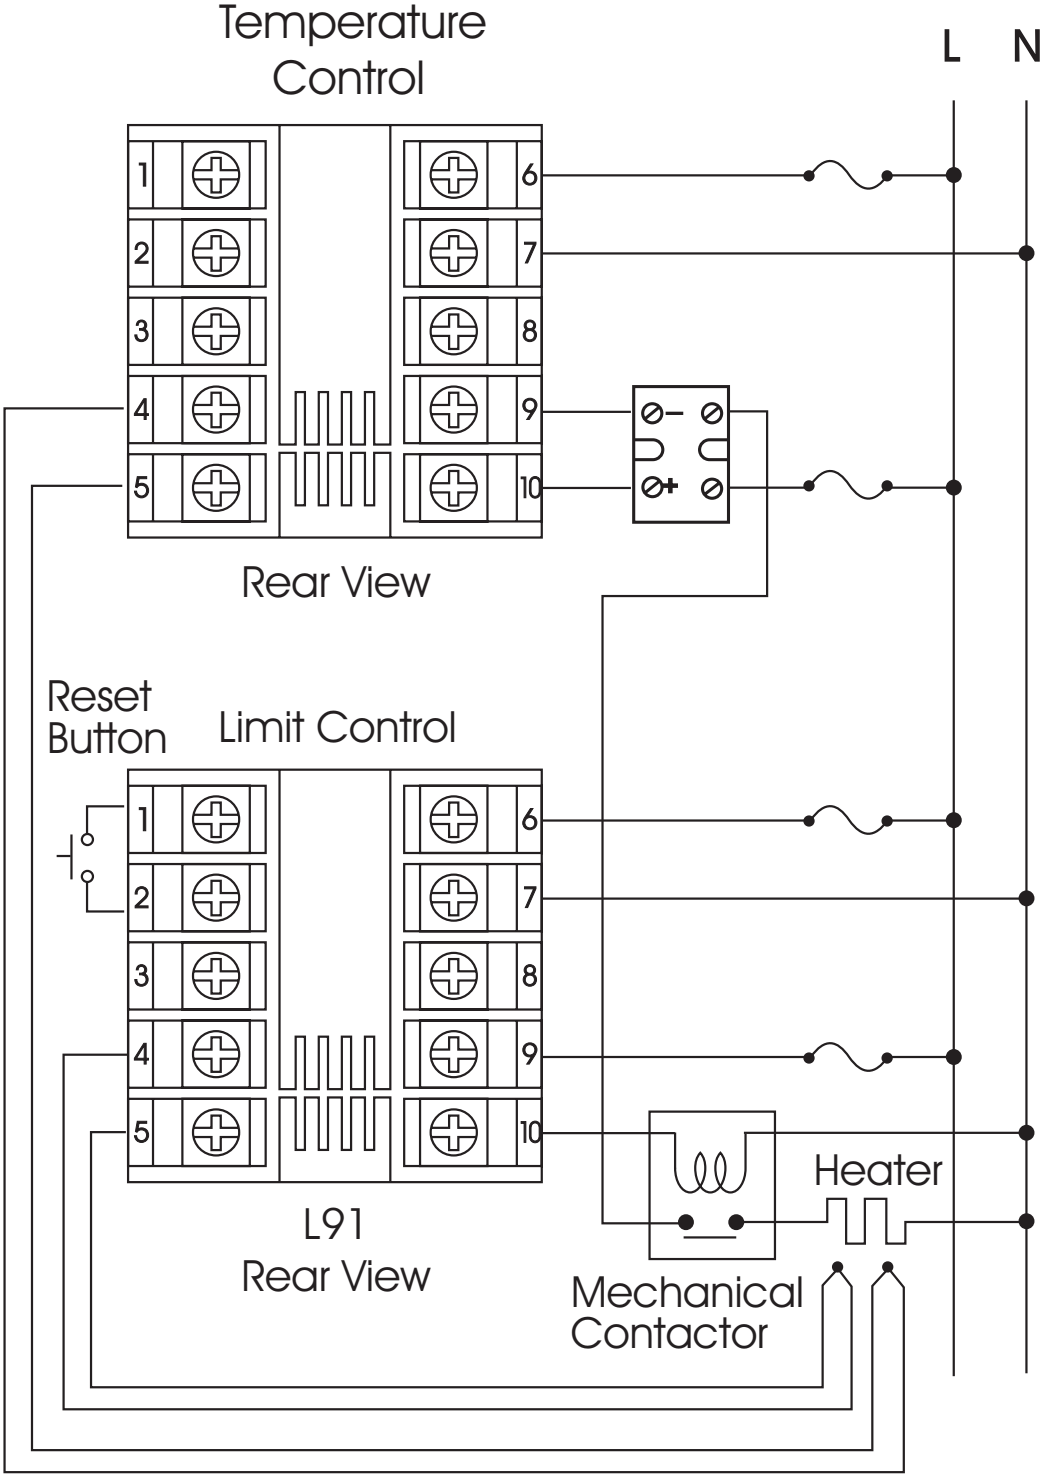 Temperature
Control
L N
1 6
2 7
3 8
4 9 −
5 10 +
Rear View
Reset
Button
Limit Control
1 6
2 7
3 8
4 9
5 10
Heater
L91
Rear View
Mechanical
Contactor